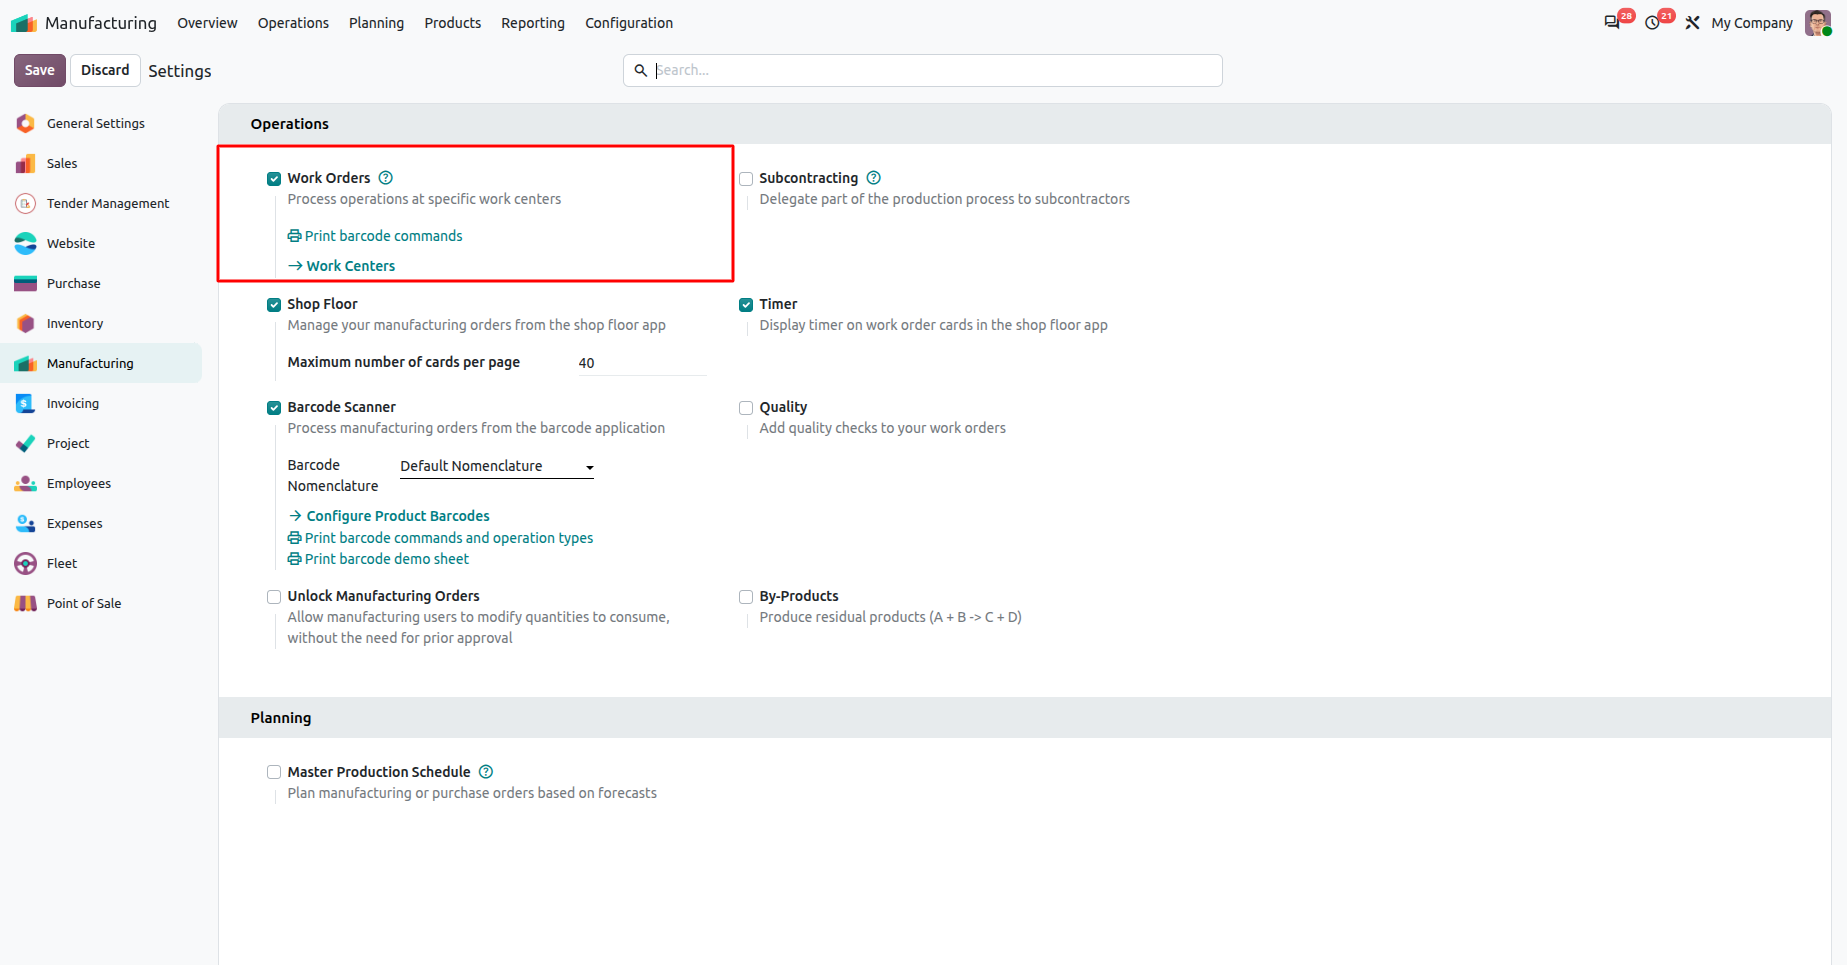 Manufacturing Overview Operations Planning Products Reporting Configuration 28 21 My Company
Save Discard Settings Search...
General Settings
Sales
Tender Management
Website
Purchase
Inventory
Manufacturing
Invoicing
Project
Employees
Expenses
Fleet
Point of Sale
Operations
Work Orders
Process operations at specific work centers
Print barcode commands
Work Centers
Subcontracting
Delegate part of the production process to subcontractors
Shop Floor
Manage your manufacturing orders from the shop floor app
Maximum number of cards per page 40
Timer
Display timer on work order cards in the shop floor app
Barcode Scanner
Process manufacturing orders from the barcode application
Barcode
Nomenclature
Default Nomenclature
Configure Product Barcodes
Print barcode commands and operation types
Print barcode demo sheet
Quality
Add quality checks to your work orders
Unlock Manufacturing Orders
Allow manufacturing users to modify quantities to consume,
without the need for prior approval
By-Products
Produce residual products (A + B -> C + D)
Planning
Master Production Schedule
Plan manufacturing or purchase orders based on forecasts